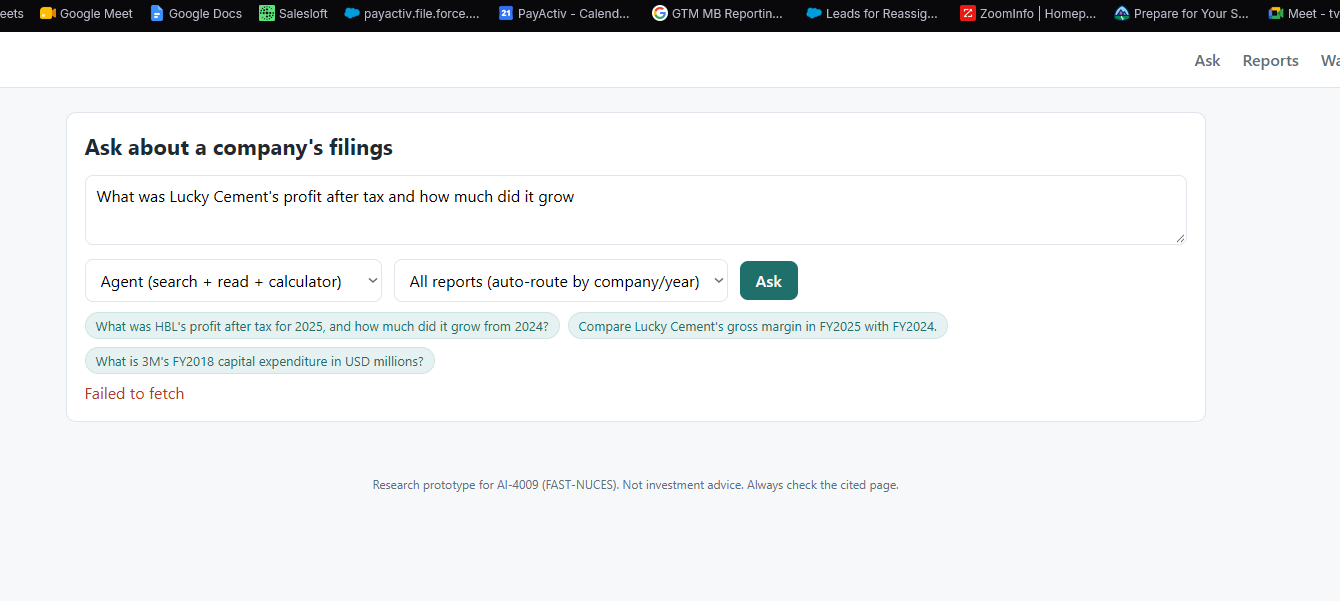 eets Google Meet Google Docs Salesloft payactiv.file.force.... PayActiv - Calend... GTM MB Reportin... Leads for Reassig... ZoomInfo | Homep... Prepare for Your S... Meet - tv
Ask Reports Wa
Ask about a company's filings
What was Lucky Cement's profit after tax and how much did it grow
Agent (search + read + calculator) All reports (auto-route by company/year) Ask
What was HBL's profit after tax for 2025, and how much did it grow from 2024? Compare Lucky Cement's gross margin in FY2025 with FY2024.
What is 3M's FY2018 capital expenditure in USD millions?
Failed to fetch
Research prototype for AI-4009 (FAST-NUCES). Not investment advice. Always check the cited page.